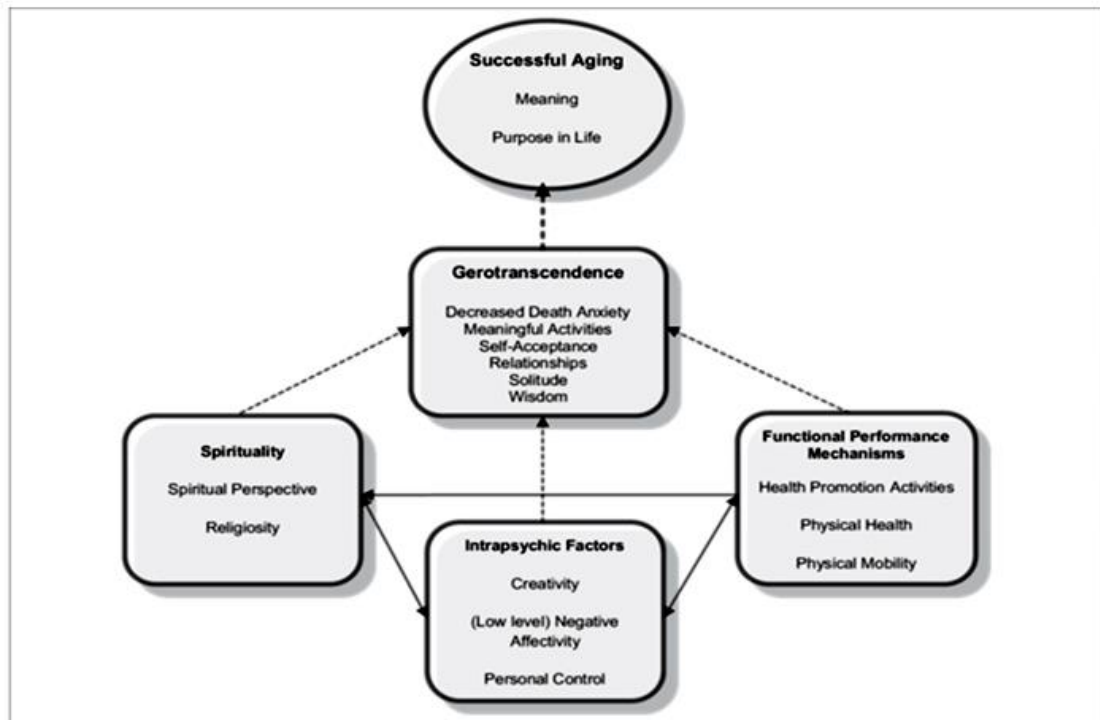 Successful Aging
Meaning
Purpose in Life
Gerotranscendence
Decreased Death Anxiety
Meaningful Activities
Self-Acceptance
Relationships
Solitude
Wisdom
Spirituality
Spiritual Perspective
Religiosity
Functional Performance
Mechanisms
Health Promotion Activities
Physical Health
Physical Mobility
Intrapsychic Factors
Creativity
(Low level) Negative
Affectivity
Personal Control